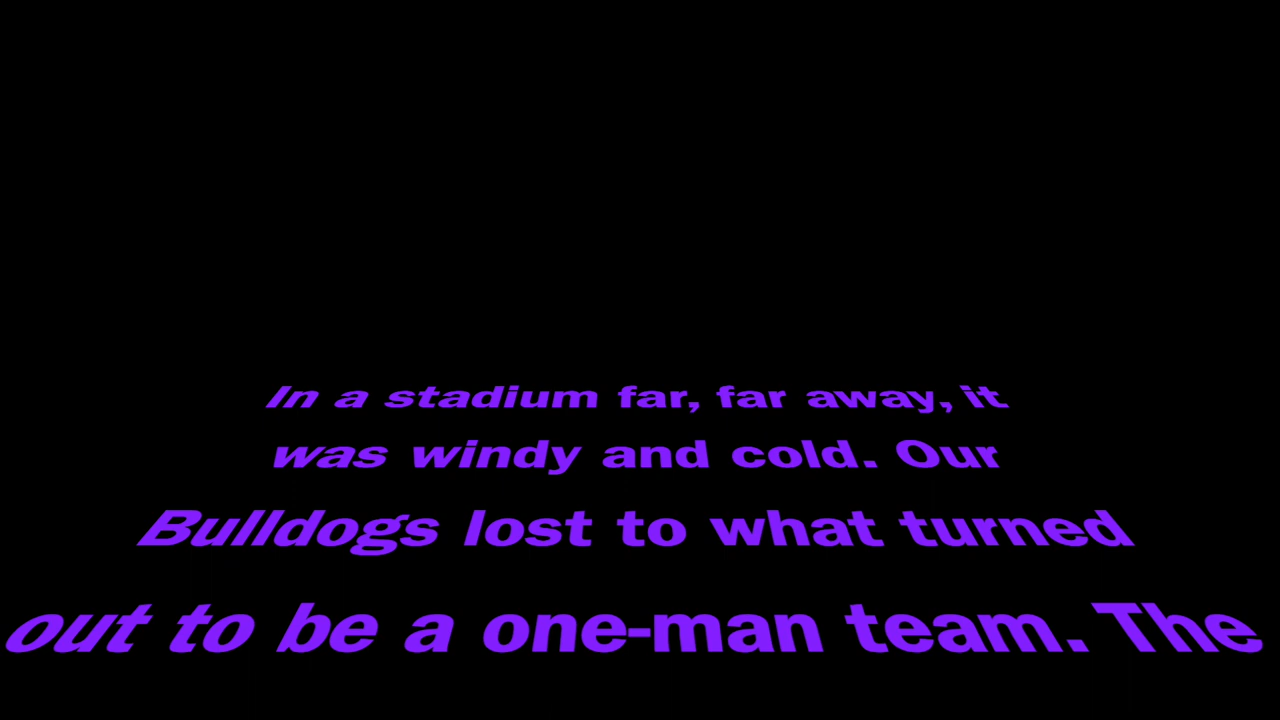 In a stadium far, far away, it
was windy and cold. Our
Bulldogs lost to what turned
out to be a one-man team. The